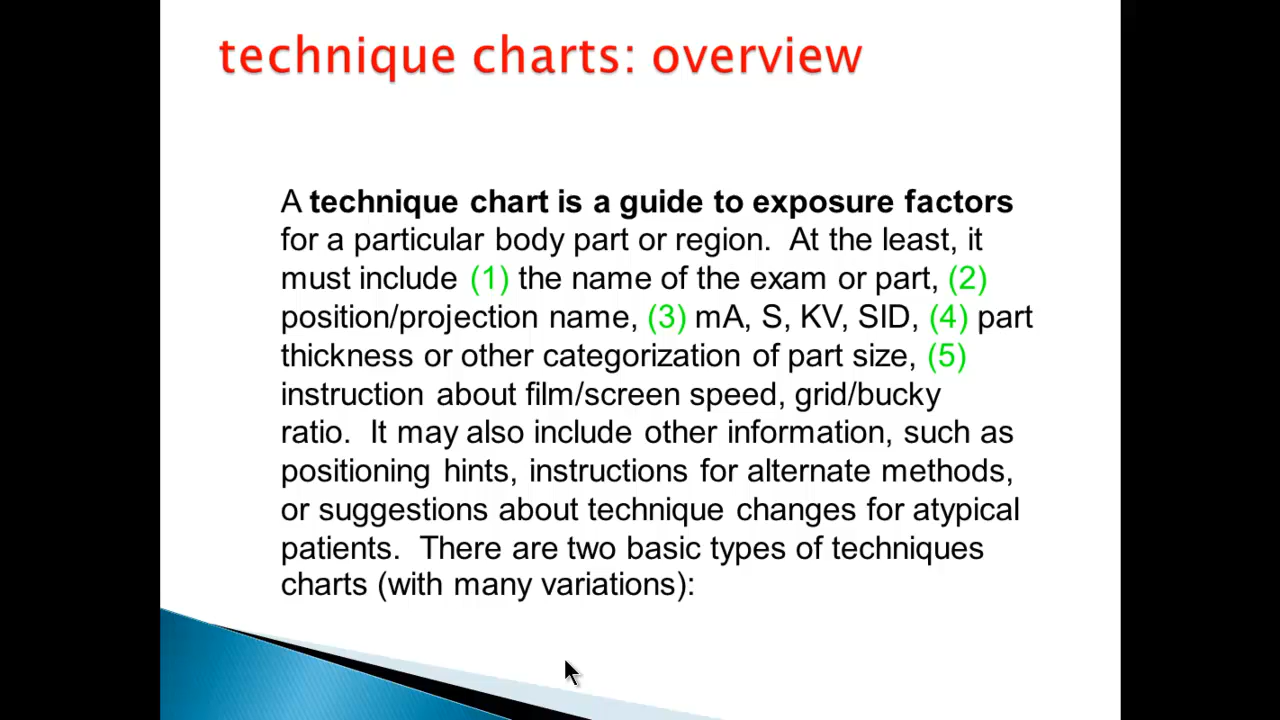 technique charts: overview
A technique chart is a guide to exposure factors
for a particular body part or region.  At the least, it
must include (1) the name of the exam or part, (2)
position/projection name, (3) mA, S, KV, SID, (4) part
thickness or other categorization of part size, (5)
instruction about film/screen speed, grid/bucky
ratio.  It may also include other information, such as
positioning hints, instructions for alternate methods,
or suggestions about technique changes for atypical
patients.  There are two basic types of techniques
charts (with many variations):